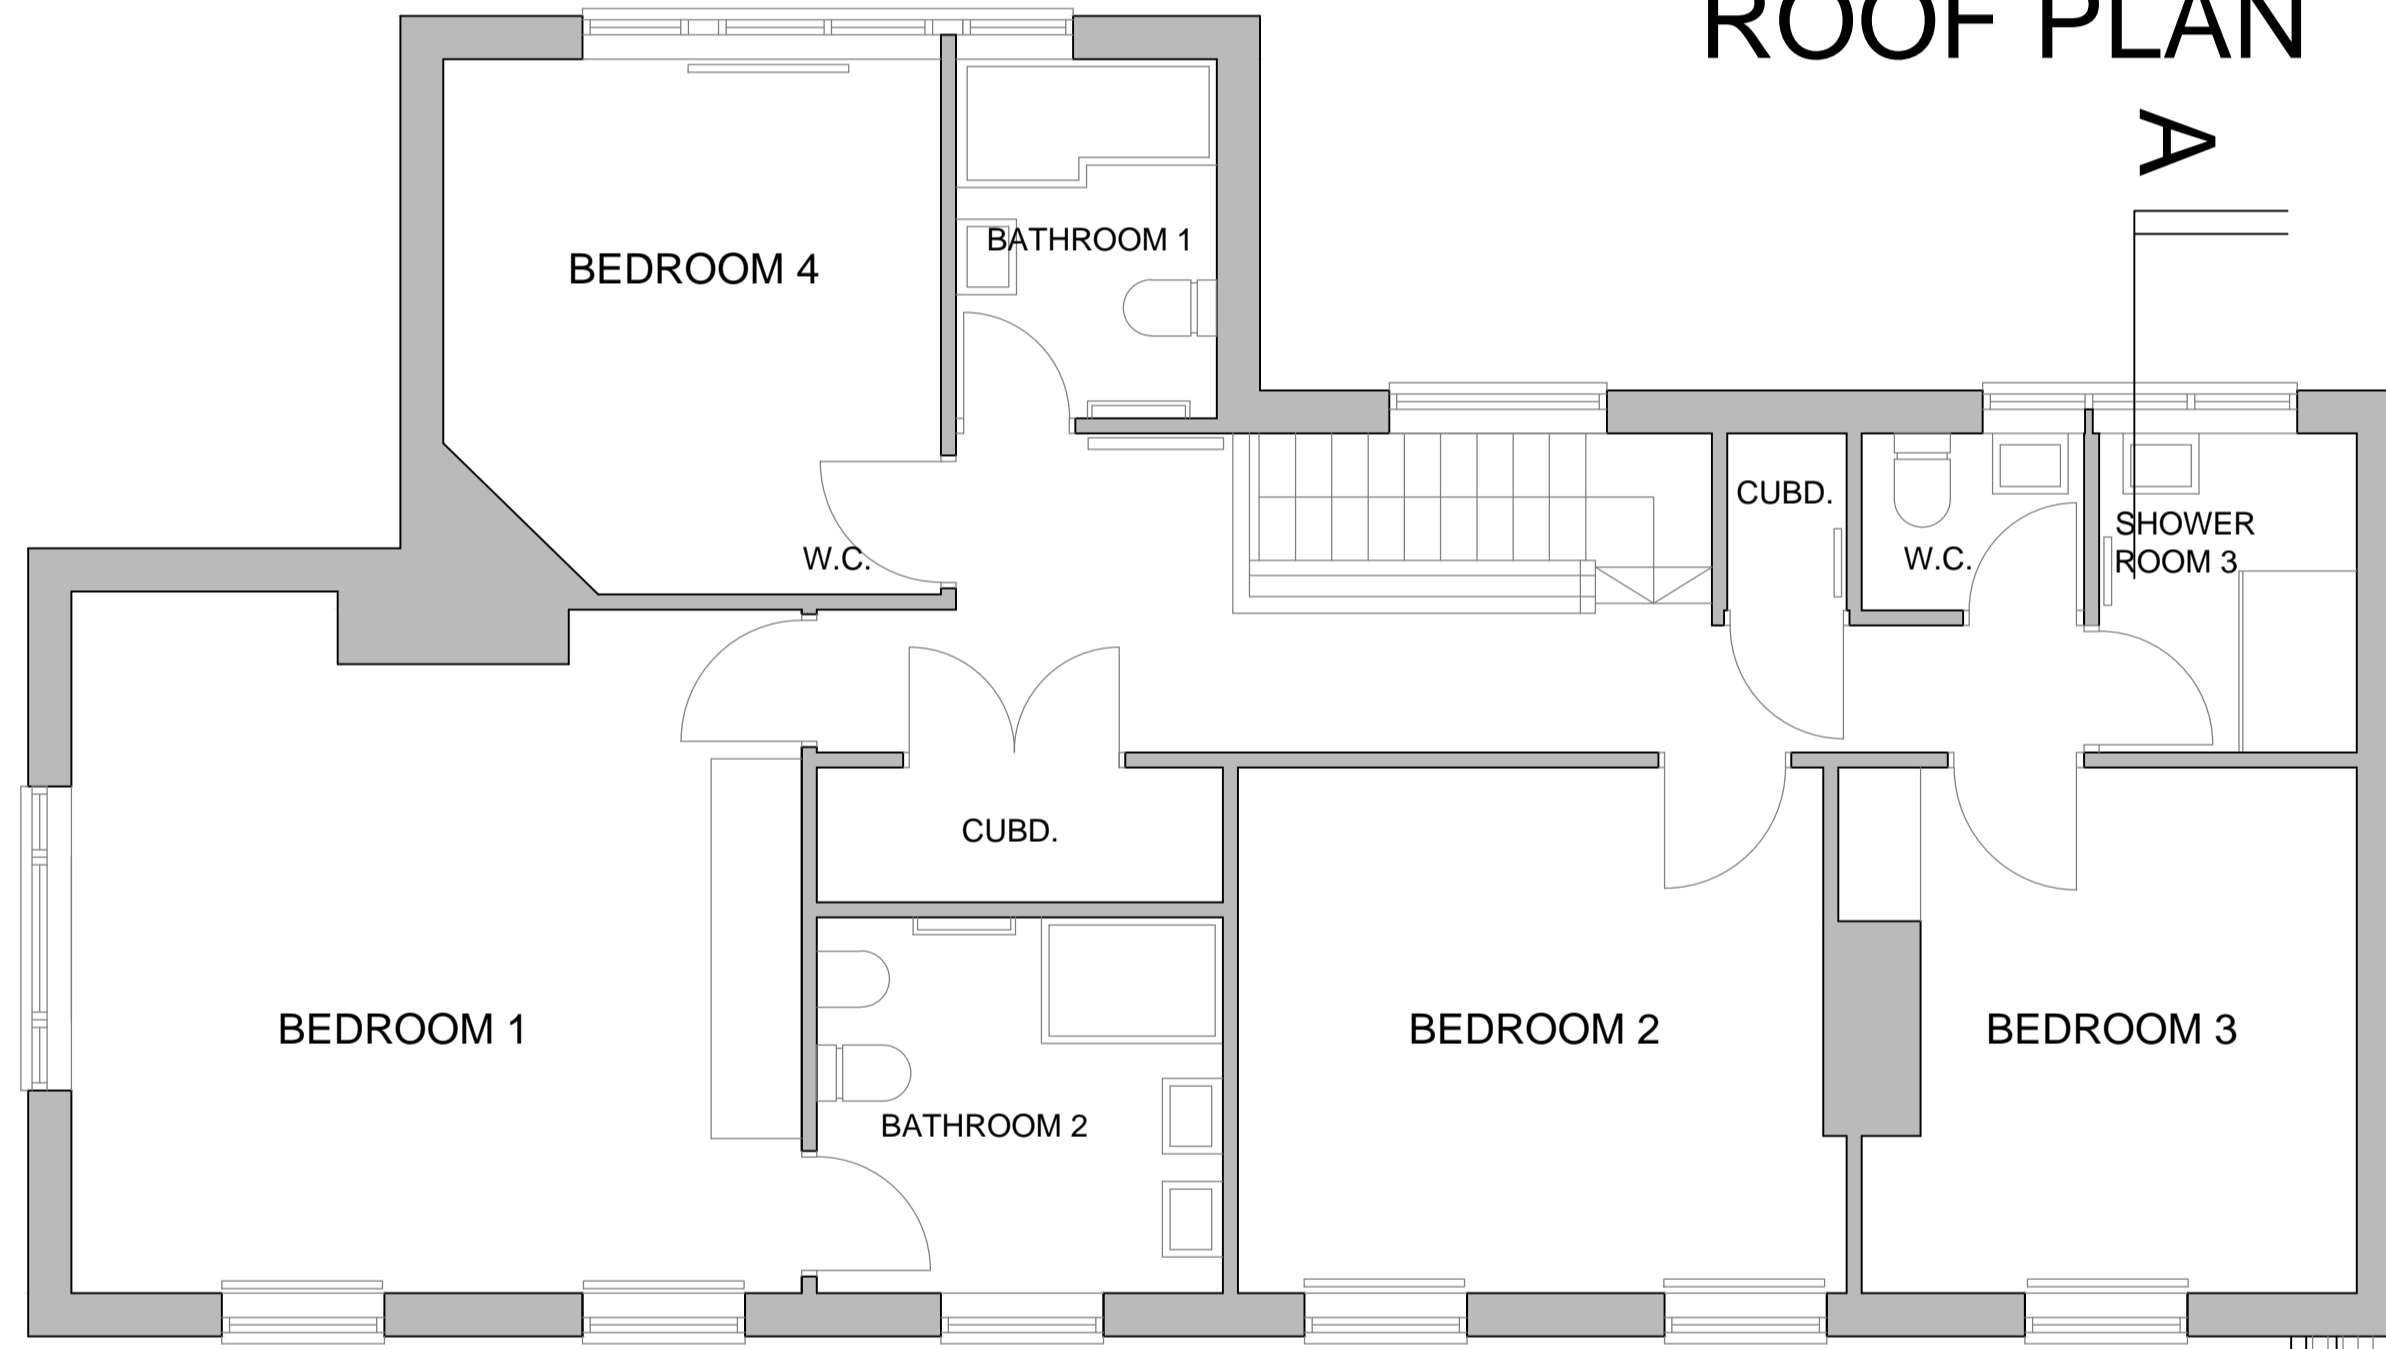 ROOF PLAN
A
BEDROOM 4
BATHROOM 1
W.C.
CUBD.
W.C.
SHOWER
ROOM 3
CUBD.
BEDROOM 1
BATHROOM 2
BEDROOM 2
BEDROOM 3